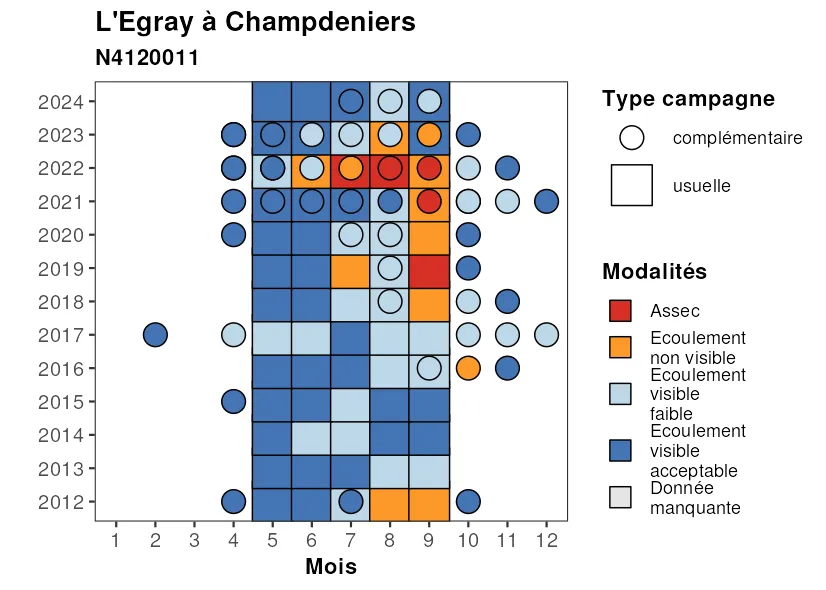 L'Egray à Champdeniers
N4120011
2024
2023
2022
2021
2020
2019
2018
2017
2016
2015
2014
2013
2012
1 2 3 4 5 6 7 8 9 10 11 12
Mois
Type campagne
complémentaire
usuelle
Modalités
Assec
Ecoulement
non visible
Ecoulement
visible
faible
Ecoulement
visible
acceptable
Donnée
manquante